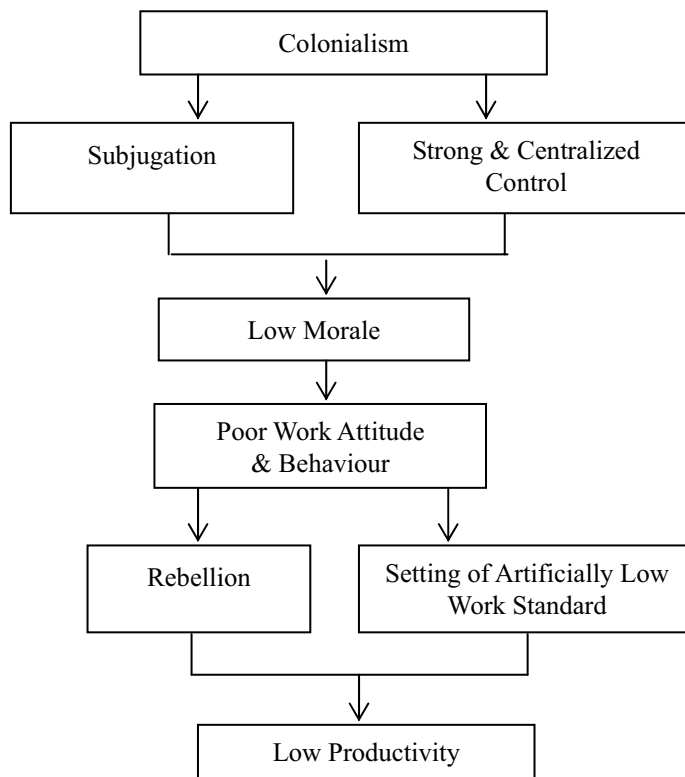 Colonialism
Subjugation
Strong & Centralized
Control
Low Morale
Poor Work Attitude
& Behaviour
Rebellion
Setting of Artificially Low
Work Standard
Low Productivity